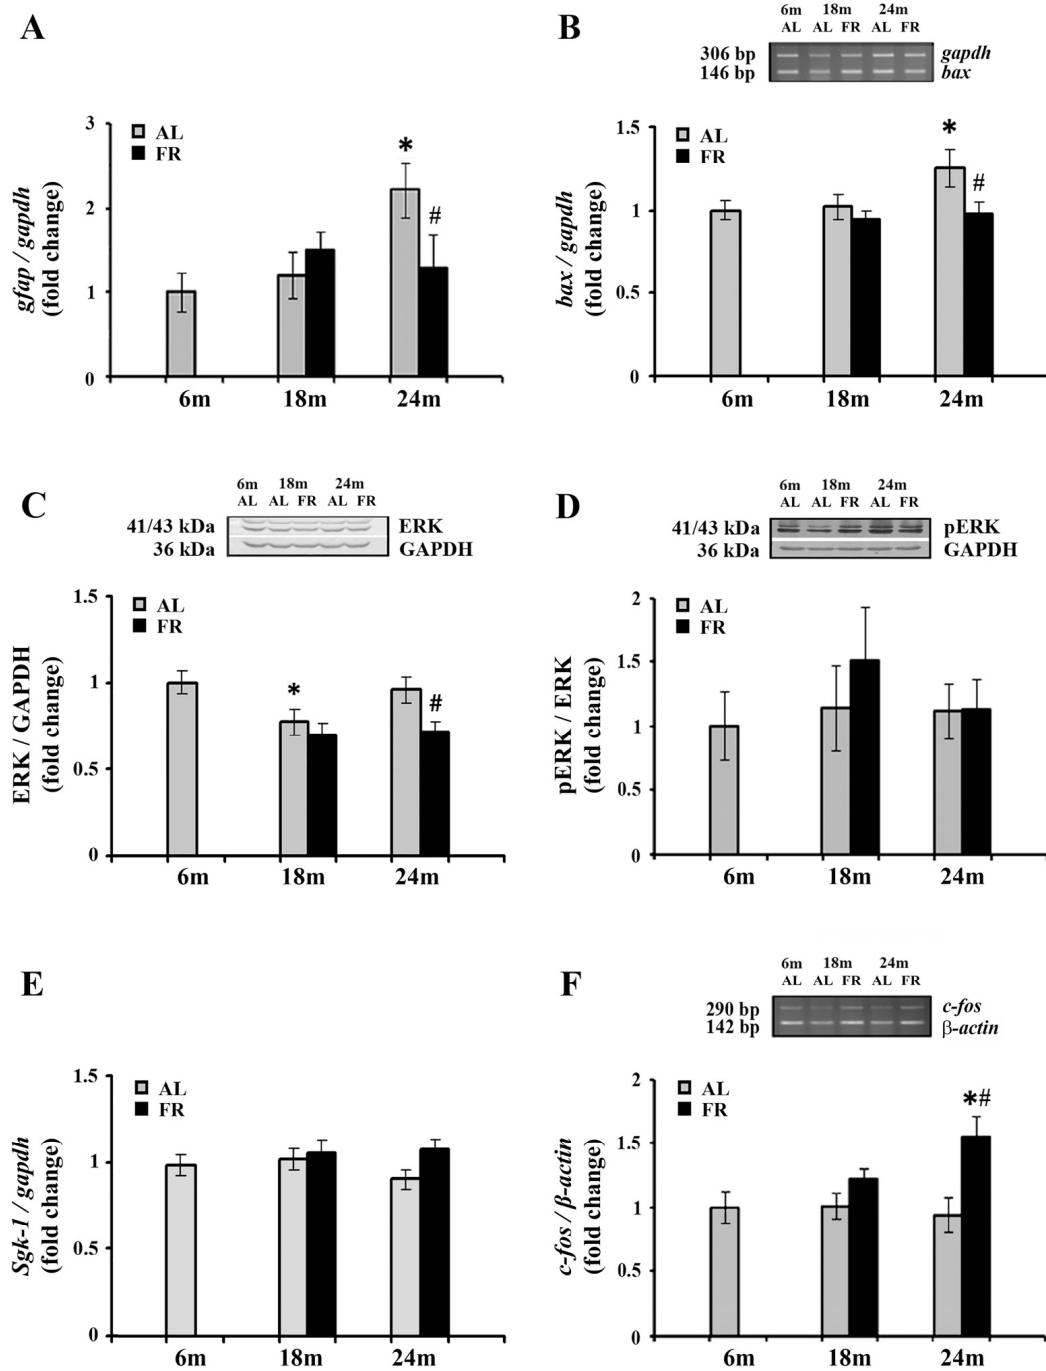 A
3
2
1
0
gfap / gapdh
(fold change)
AL
FR
*
#
6m
18m
24m
B
6m 18m 24m
AL AL FR AL FR
306 bp
gapdh
146 bp
bax
1.5
1
0.5
0
bax / gapdh
(fold change)
AL
FR
*
#
6m
18m
24m
C
6m 18m 24m
AL AL FR AL FR
41/43 kDa
ERK
36 kDa
GAPDH
1.5
1
0.5
0
ERK / GAPDH
(fold change)
AL
FR
*
#
6m
18m
24m
D
6m 18m 24m
AL AL FR AL FR
41/43 kDa
pERK
36 kDa
GAPDH
2
1.5
1
0.5
0
pERK / ERK
(fold change)
AL
FR
6m
18m
24m
E
1.5
1
0.5
0
Sgk-1 / gapdh
(fold change)
AL
FR
6m
18m
24m
F
6m 18m 24m
AL AL FR AL FR
290 bp
c-fos
142 bp
β-actin
2
1.5
1
0.5
0
c-fos / β-actin
(fold change)
AL
FR
*#
6m
18m
24m